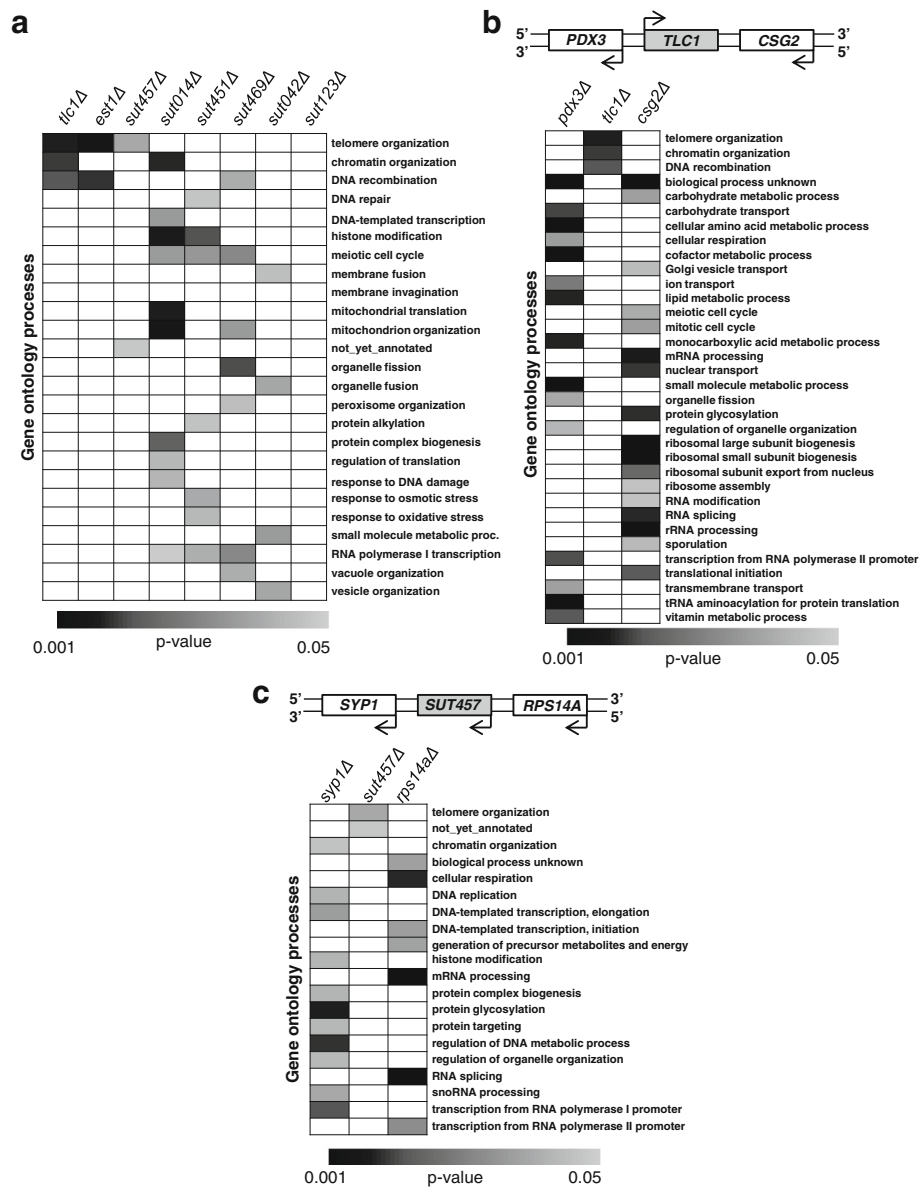 a
tlc1Δ est1Δ sut457Δ sut014Δ sut451Δ sut469Δ sut042Δ sut123Δ
Gene ontology processes
telomere organization
chromatin organization
DNA recombination
DNA repair
DNA-templated transcription
histone modification
meiotic cell cycle
membrane fusion
membrane invagination
mitochondrial translation
mitochondrion organization
not_yet_annotated
organelle fission
organelle fusion
peroxisome organization
protein alkylation
protein complex biogenesis
regulation of translation
response to DNA damage
response to osmotic stress
response to oxidative stress
small molecule metabolic proc.
RNA polymerase I transcription
vacuole organization
vesicle organization
0.001 p-value 0.05
b
5’ PDX3 TLC1 CSG2 3’
3’ 5’
pdx3Δ tlc1Δ csg2Δ
Gene ontology processes
telomere organization
chromatin organization
DNA recombination
biological process unknown
carbohydrate metabolic process
carbohydrate transport
cellular amino acid metabolic process
cellular respiration
cofactor metabolic process
Golgi vesicle transport
ion transport
lipid metabolic process
meiotic cell cycle
mitotic cell cycle
monocarboxylic acid metabolic process
mRNA processing
nuclear transport
small molecule metabolic process
organelle fission
protein glycosylation
regulation of organelle organization
ribosomal large subunit biogenesis
ribosomal small subunit biogenesis
ribosomal subunit export from nucleus
ribosome assembly
RNA modification
RNA splicing
rRNA processing
sporulation
transcription from RNA polymerase II promoter
translational initiation
transmembrane transport
tRNA aminoacylation for protein translation
vitamin metabolic process
0.001 p-value 0.05
c
5’ SYP1 SUT457 RPS14A 3’
3’ 5’
syp1Δ sut457Δ rps14aΔ
Gene ontology processes
telomere organization
not_yet_annotated
chromatin organization
biological process unknown
cellular respiration
DNA replication
DNA-templated transcription, elongation
DNA-templated transcription, initiation
generation of precursor metabolites and energy
histone modification
mRNA processing
protein complex biogenesis
protein glycosylation
protein targeting
regulation of DNA metabolic process
regulation of organelle organization
RNA splicing
snoRNA processing
transcription from RNA polymerase I promoter
transcription from RNA polymerase II promoter
0.001 p-value 0.05